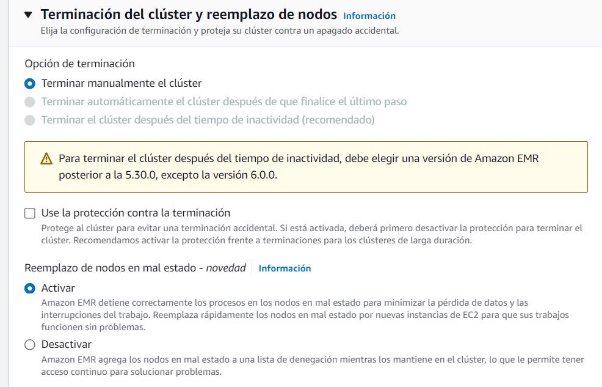 Terminación del clúster y reemplazo de nodos Información
Elija la configuración de terminación y proteja su clúster contra un apagado accidental.
Opción de terminación
Terminar manualmente el clúster
Terminar automáticamente el clúster después de que finalice el último paso
Terminar el clúster después del tiempo de inactividad (recomendado)
Para terminar el clúster después del tiempo de inactividad, debe elegir una versión de Amazon EMR
posterior a la 5.30.0, excepto la versión 6.0.0.
Use la protección contra la terminación
Protege al clúster para evitar una terminación accidental. Si está activada, deberá primero desactivar la protección para terminar el
clúster. Recomendamos activar la protección frente a terminaciones para los clústeres de larga duración.
Reemplazo de nodos en mal estado - novedad Información
Activar
Amazon EMR detiene correctamente los procesos en los nodos en mal estado para minimizar la pérdida de datos y las
interrupciones del trabajo. Reemplaza rápidamente los nodos en mal estado por nuevas instancias de EC2 para que sus trabajos
funcionen sin problemas.
Desactivar
Amazon EMR agrega los nodos en mal estado a una lista de denegación mientras los mantiene en el clúster, lo que le permite tener
acceso continuo para solucionar problemas.